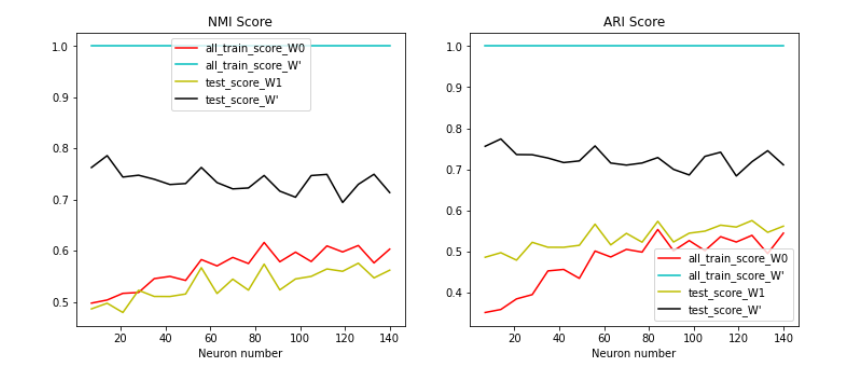 NMI Score
1.0
0.9
0.8
0.7
0.6
0.5
all_train_score_W0
all_train_score_W'
test_score_W1
test_score_W'
20 40 60 80 100 120 140
Neuron number
ARI Score
1.0
0.9
0.8
0.7
0.6
0.5
0.4
all_train_score_W0
all_train_score_W'
test_score_W1
test_score_W'
20 40 60 80 100 120 140
Neuron number